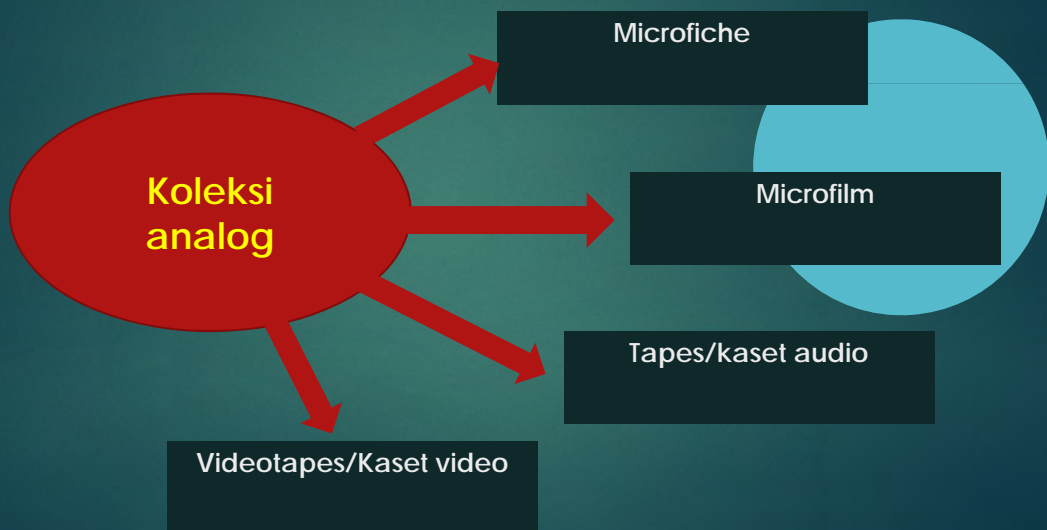 Microfiche
Koleksi
analog
Microfilm
Tapes/kaset audio
Videotapes/Kaset video